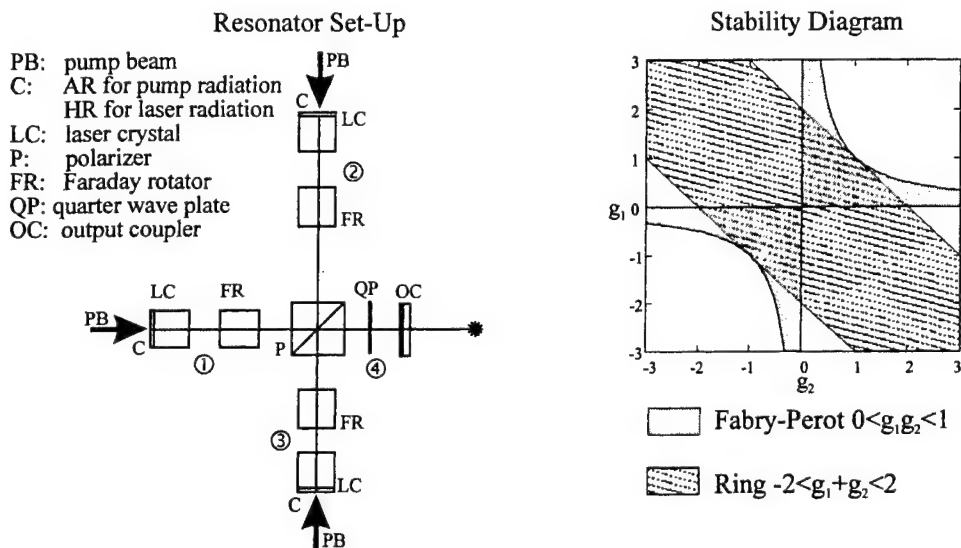 Resonator Set-Up
PB: pump beam
C: AR for pump radiation
HR for laser radiation
LC: laser crystal
P: polarizer
FR: Faraday rotator
QP: quarter wave plate
OC: output coupler
PB
C
LC
②
FR
LC
FR
QP
OC
PB
C
①
P
④
FR
③
C
LC
PB
Stability Diagram
3
2
1
g₁ 0
-1
-2
-3
-3 -2 -1 0 1 2 3
g₂
Fabry-Perot 0<g₁g₂<1
Ring -2<g₁+g₂<2